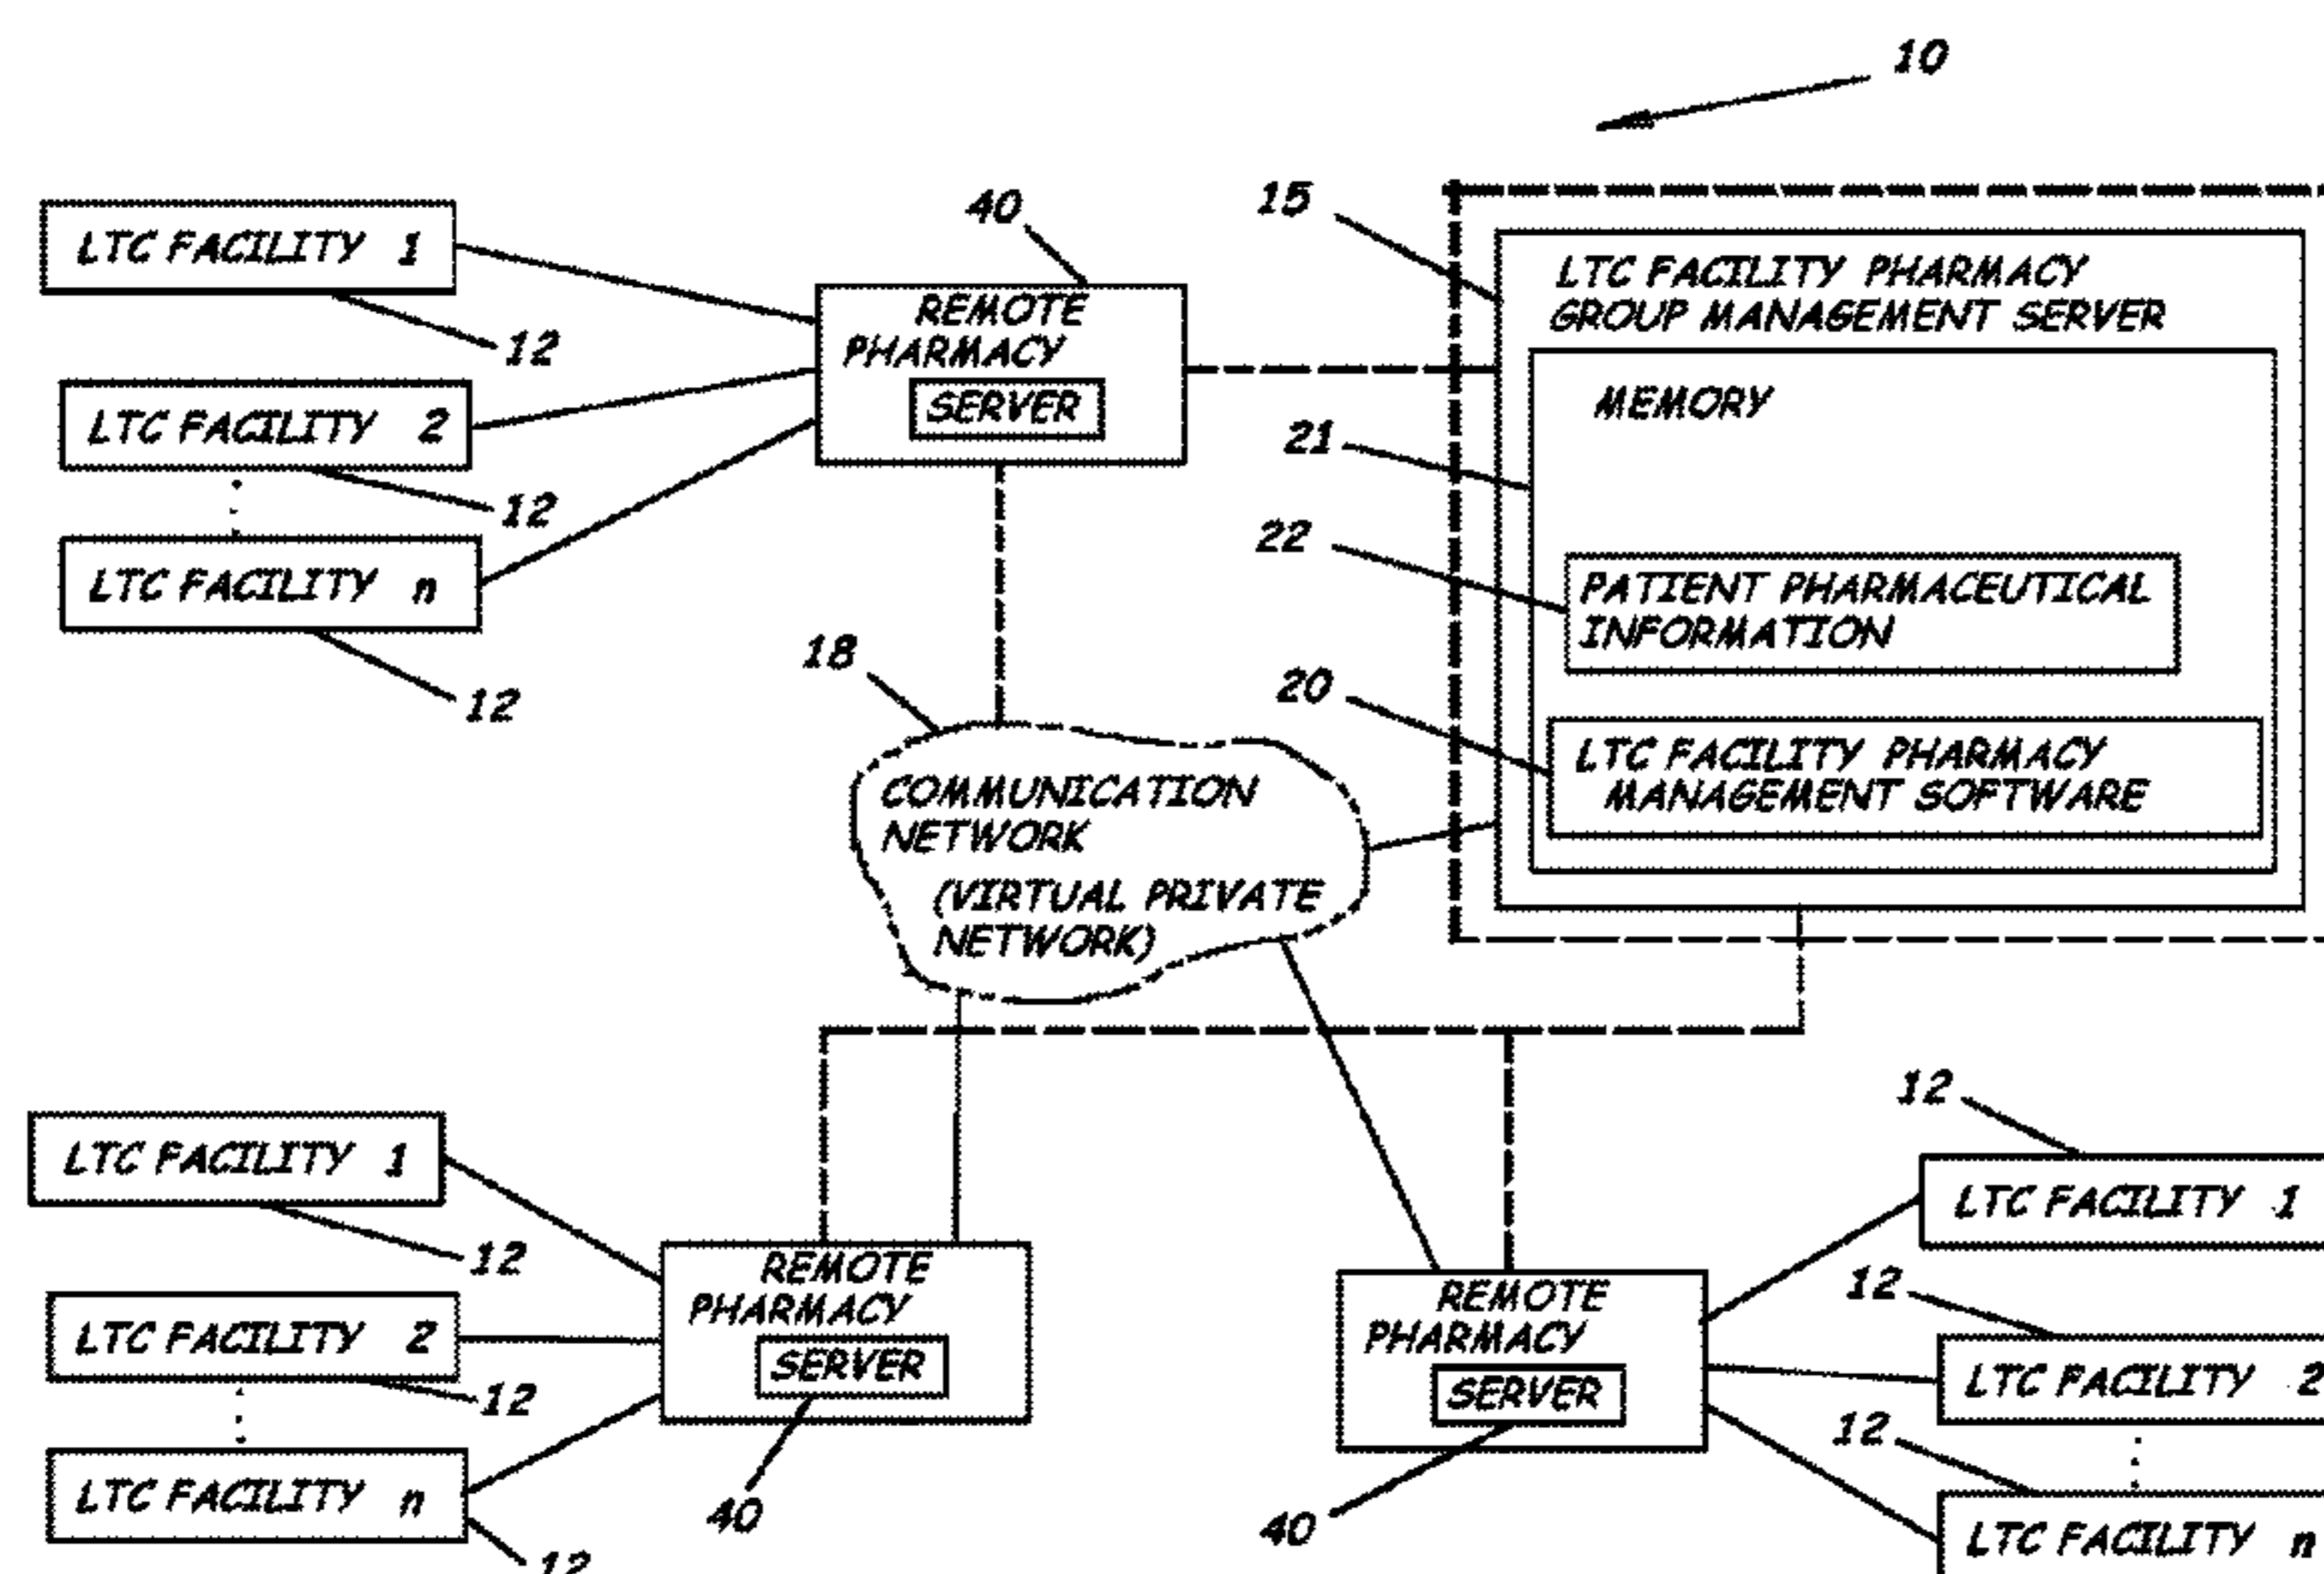 10
15
40
LTC FACILITY 1
12
LTC FACILITY 2
12
LTC FACILITY n
12
REMOTE
PHARMACY
SERVER
LTC FACILITY PHARMACY
GROUP MANAGEMENT SERVER
MEMORY
21
22
PATIENT PHARMACEUTICAL
INFORMATION
20
LTC FACILITY PHARMACY
MANAGEMENT SOFTWARE
18
COMMUNICATION
NETWORK
(VIRTUAL PRIVATE
NETWORK)
LTC FACILITY 1
12
LTC FACILITY 2
12
LTC FACILITY n
12
REMOTE
PHARMACY
SERVER
40
REMOTE
PHARMACY
SERVER
40
12
LTC FACILITY 1
12
LTC FACILITY 2
12
LTC FACILITY n